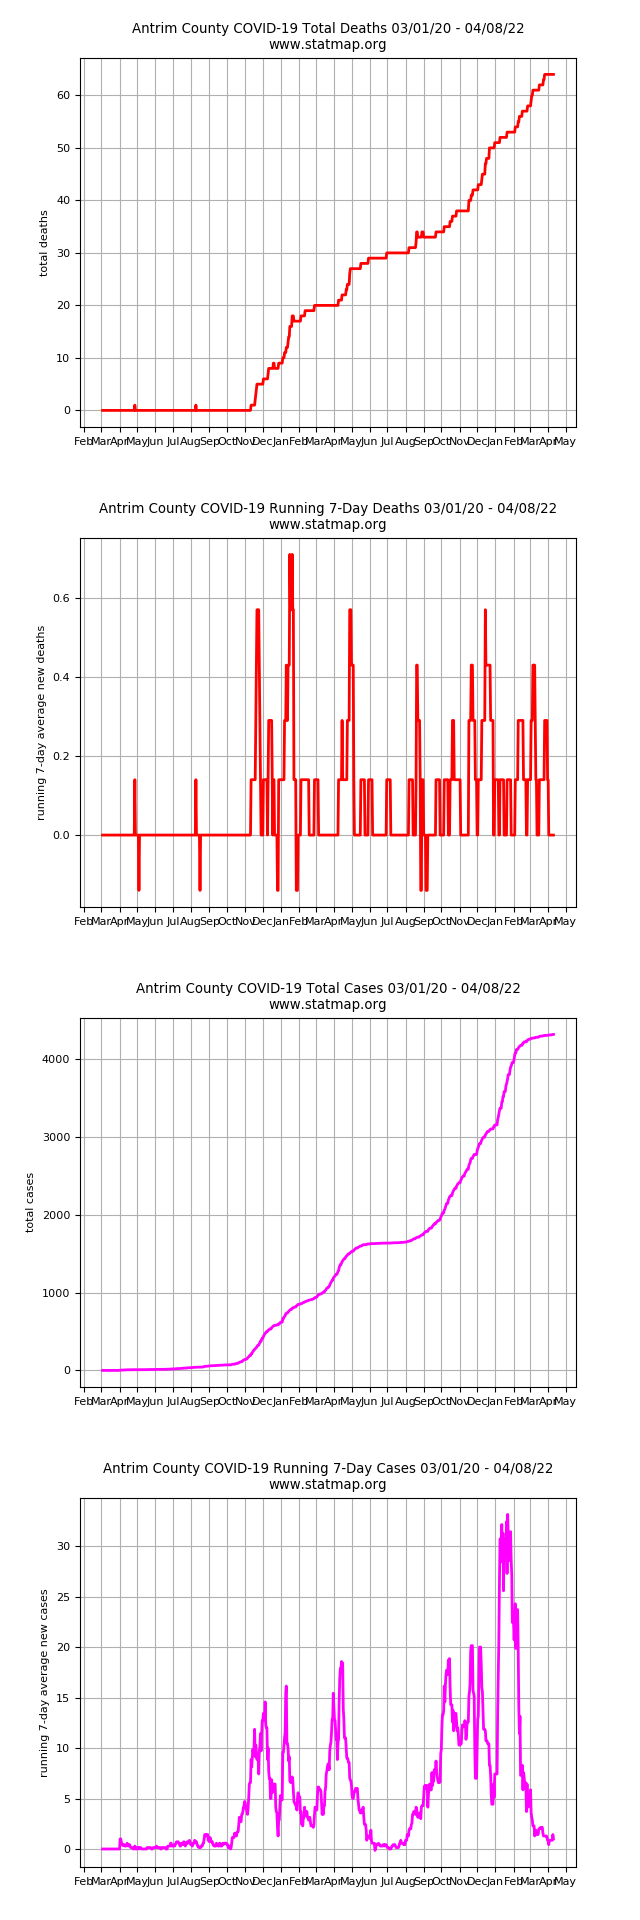 Antrim County COVID-19 Total Deaths 03/01/20 - 04/08/22
www.statmap.org
60
50
40
30
20
10
0
total deaths
Feb Mar Apr May Jun Jul Aug Sep Oct Nov Dec Jan Feb Mar Apr May Jun Jul Aug Sep Oct Nov Dec Jan Feb Mar Apr May
Antrim County COVID-19 Running 7-Day Deaths 03/01/20 - 04/08/22
www.statmap.org
0.6
0.4
0.2
0.0
running 7-day average new deaths
Feb Mar Apr May Jun Jul Aug Sep Oct Nov Dec Jan Feb Mar Apr May Jun Jul Aug Sep Oct Nov Dec Jan Feb Mar Apr May
Antrim County COVID-19 Total Cases 03/01/20 - 04/08/22
www.statmap.org
4000
3000
2000
1000
0
total cases
Feb Mar Apr May Jun Jul Aug Sep Oct Nov Dec Jan Feb Mar Apr May Jun Jul Aug Sep Oct Nov Dec Jan Feb Mar Apr May
Antrim County COVID-19 Running 7-Day Cases 03/01/20 - 04/08/22
www.statmap.org
30
25
20
15
10
5
0
running 7-day average new cases
Feb Mar Apr May Jun Jul Aug Sep Oct Nov Dec Jan Feb Mar Apr May Jun Jul Aug Sep Oct Nov Dec Jan Feb Mar Apr May